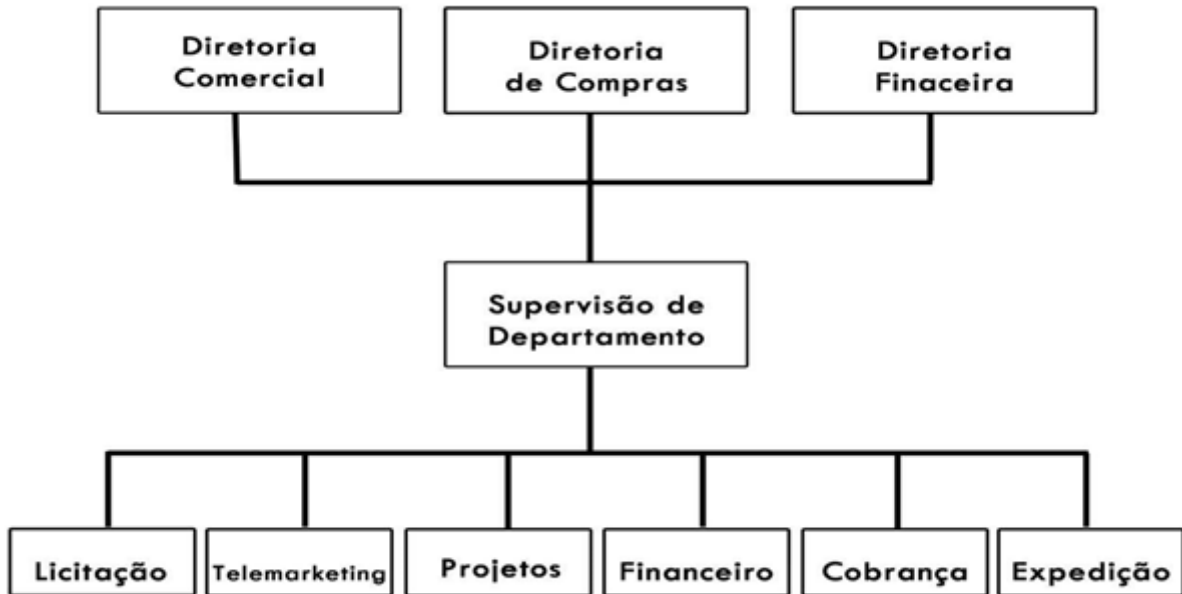 Diretoria
Comercial
Diretoria
de Compras
Diretoria
Finaceira
Supervisão de
Departamento
Licitação
Telemarketing
Projetos
Financeiro
Cobrança
Expedição